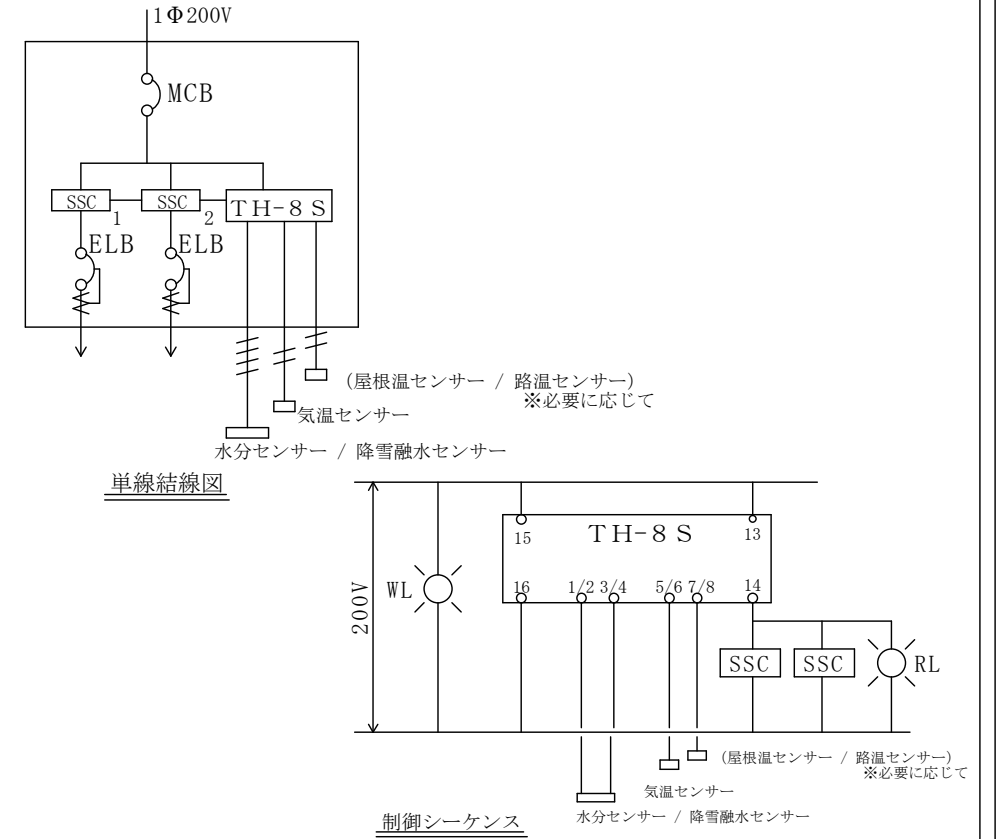 1Φ200V
MCB
SSC
1
SSC
2
TH-8S
ELB
ELB
(屋根温センサー / 路温センサー)
※必要に応じて
気温センサー
水分センサー / 降雪融水センサー
単線結線図
200V
WL
15
TH-8S
13
16
1/2
3/4
5/6
7/8
14
SSC
SSC
RL
(屋根温センサー / 路温センサー)
※必要に応じて
気温センサー
水分センサー / 降雪融水センサー
制御シーケンス